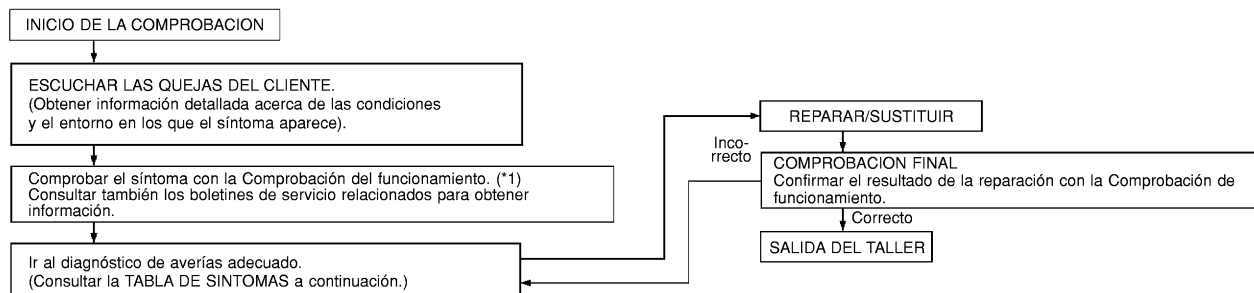 INICIO DE LA COMPROBACION
ESCUCHAR LAS QUEJAS DEL CLIENTE.
(Obtener información detallada acerca de las condiciones
y el entorno en los que el síntoma aparece).
Comprobar el síntoma con la Comprobación del funcionamiento. (*1)
Consultar también los boletines de servicio relacionados para obtener
información.
Ir al diagnóstico de averías adecuado.
(Consultar la TABLA DE SINTOMAS a continuación.)
REPARAR/SUSTITUIR
Inco-
rrecto
COMPROBACION FINAL
Confirmar el resultado de la reparación con la Comprobación de
funcionamiento.
Correcto
SALIDA DEL TALLER